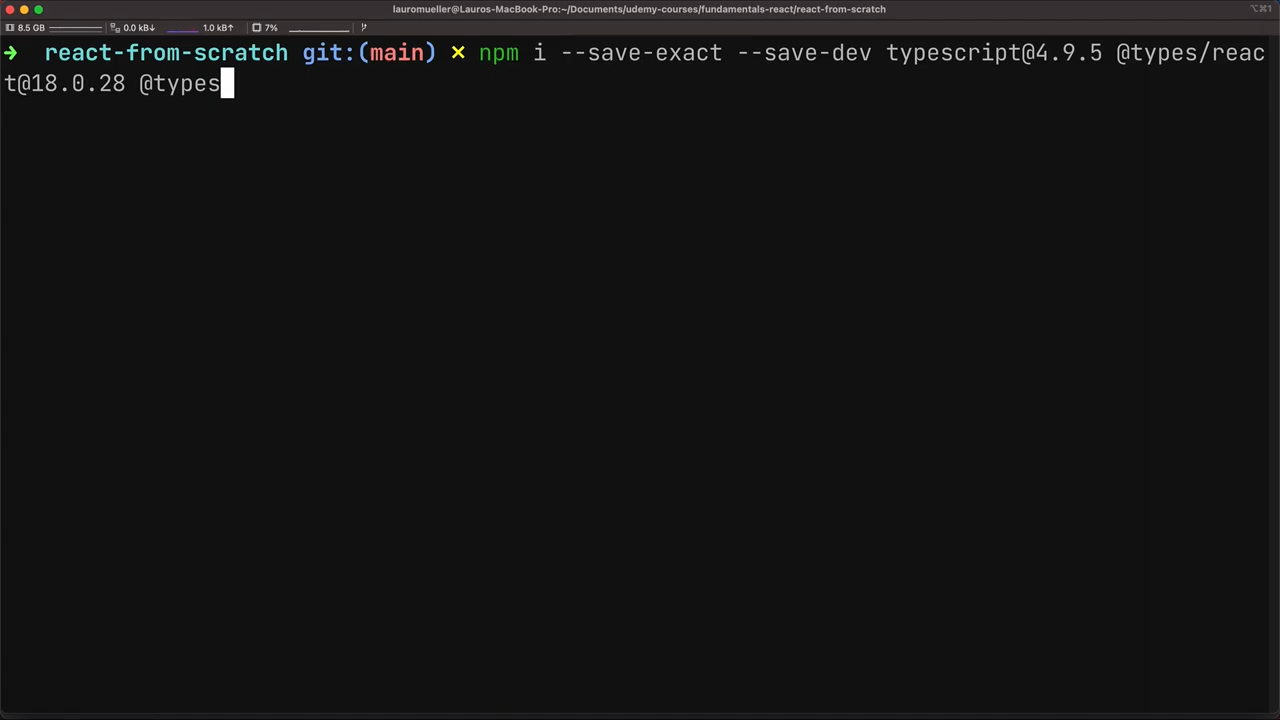 lauromueller@Lauros-MacBook-Pro:~/Documents/udemy-courses/fundamentals-react/react-from-scratch
⌥⌘1
8.5 GB 0.0 kB↓ 1.0 kB↑ 7%
➜ react-from-scratch git:(main) ✗ npm i --save-exact --save-dev typescript@4.9.5 @types/reac
t@18.0.28 @types